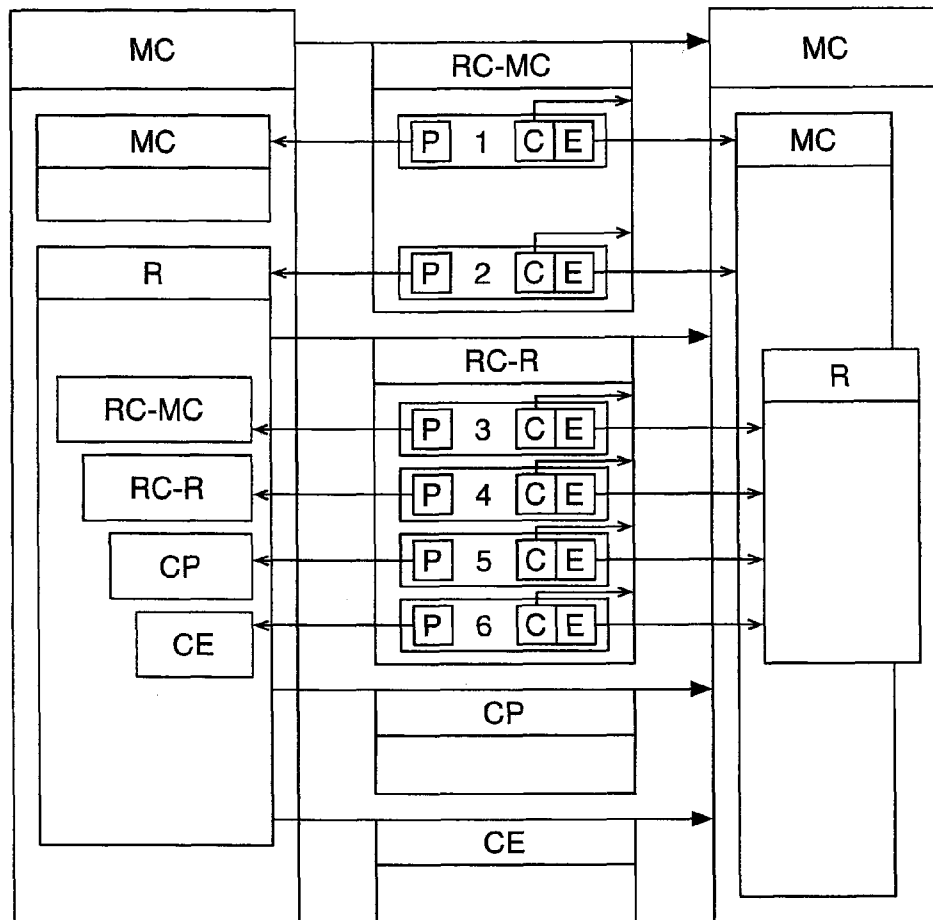 MC
RC-MC
MC
MC
P 1 C E
MC
R
P 2 C E
RC-R
R
RC-MC
P 3 C E
RC-R
P 4 C E
CP
P 5 C E
CE
P 6 C E
CP
CE